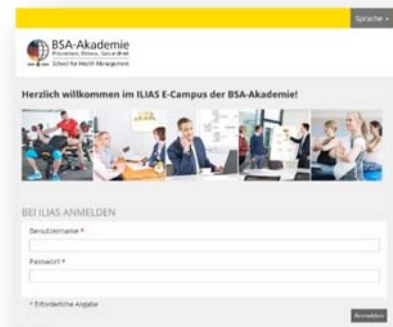 Sprache
BSA-Akademie
Prävention, Fitness, Gesundheit
School for Health Management
Herzlich willkommen im ILIAS E-Campus der BSA-Akademie!
BEI ILIAS ANMELDEN
Benutzername *
Passwort *
* Erforderliche Angabe
Anmelden